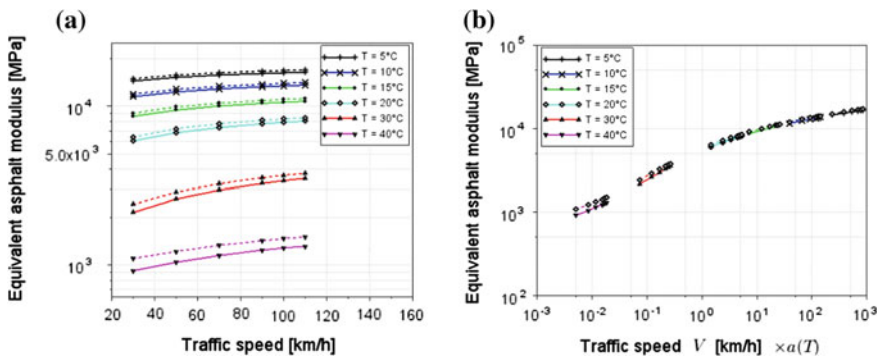 (a)
Equivalent asphalt modulus [MPa]
10⁴
5.0x10³
10³
20 40 60 80 100 120 140 160
Traffic speed [km/h]
T = 5°C
T = 10°C
T = 15°C
T = 20°C
T = 30°C
T = 40°C
(b)
Equivalent asphalt modulus [MPa]
10⁵
10⁴
10³
10²
10⁻³ 10⁻² 10⁻¹ 10⁰ 10¹ 10² 10³
Traffic speed V [km/h] ×a(T)
T = 5°C
T = 10°C
T = 15°C
T = 20°C
T = 30°C
T = 40°C